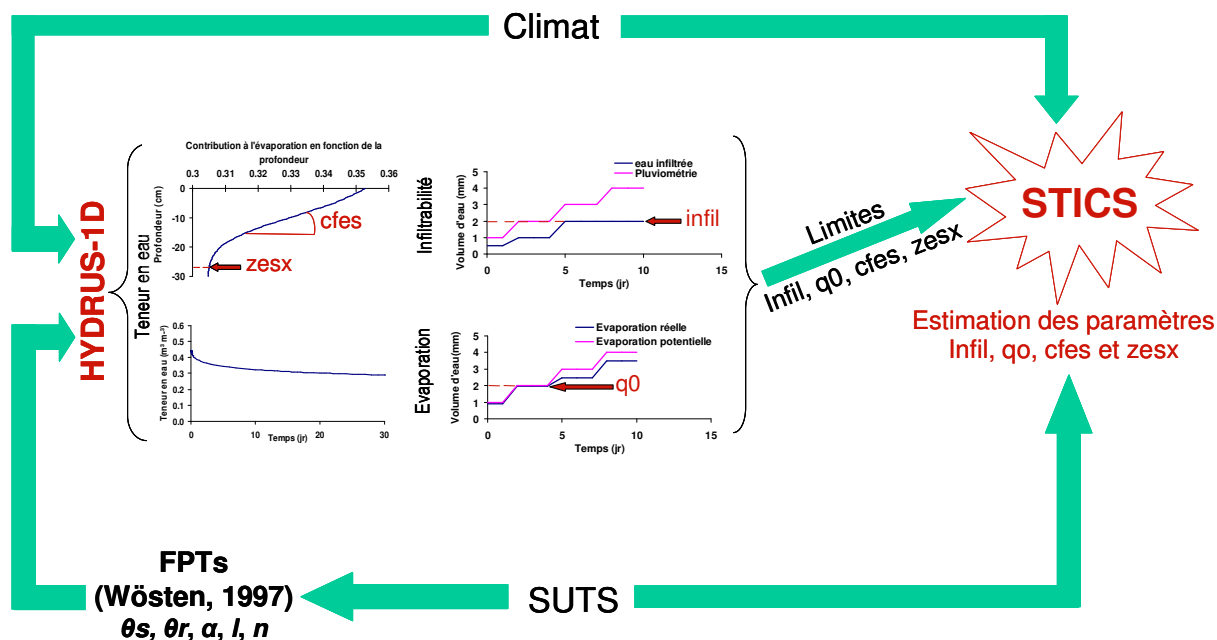 Climat
HYDRUS-1D
Teneur en eau
Contribution à l'évaporation en fonction de la
profondeur
0.3 0.31 0.32 0.33 0.34 0.35 0.36
Profondeur (cm)
0
-10
-20
-30
cfes
zesx
Teneur en eau (m³ m-³)
0.6
0.5
0.4
0.3
0.2
0.1
0.0
0 10 20 30
Temps (jr)
Infiltrabilité
eau infiltrée
Pluviométrie
Volume d'eau (mm)
5
4
3
2
1
0
infil
0 5 10 15
Temps (jr)
Evaporation
Evaporation réelle
Evaporation potentielle
Volume d'eau(mm)
5
4
3
2
1
0
q0
0 5 10 15
Temps (jr)
Limites
Infil, q0, cfes, zesx
STICS
Estimation des paramètres
Infil, qo, cfes et zesx
FPTs
(Wösten, 1997)
θs, θr, α, l, n
SUTS